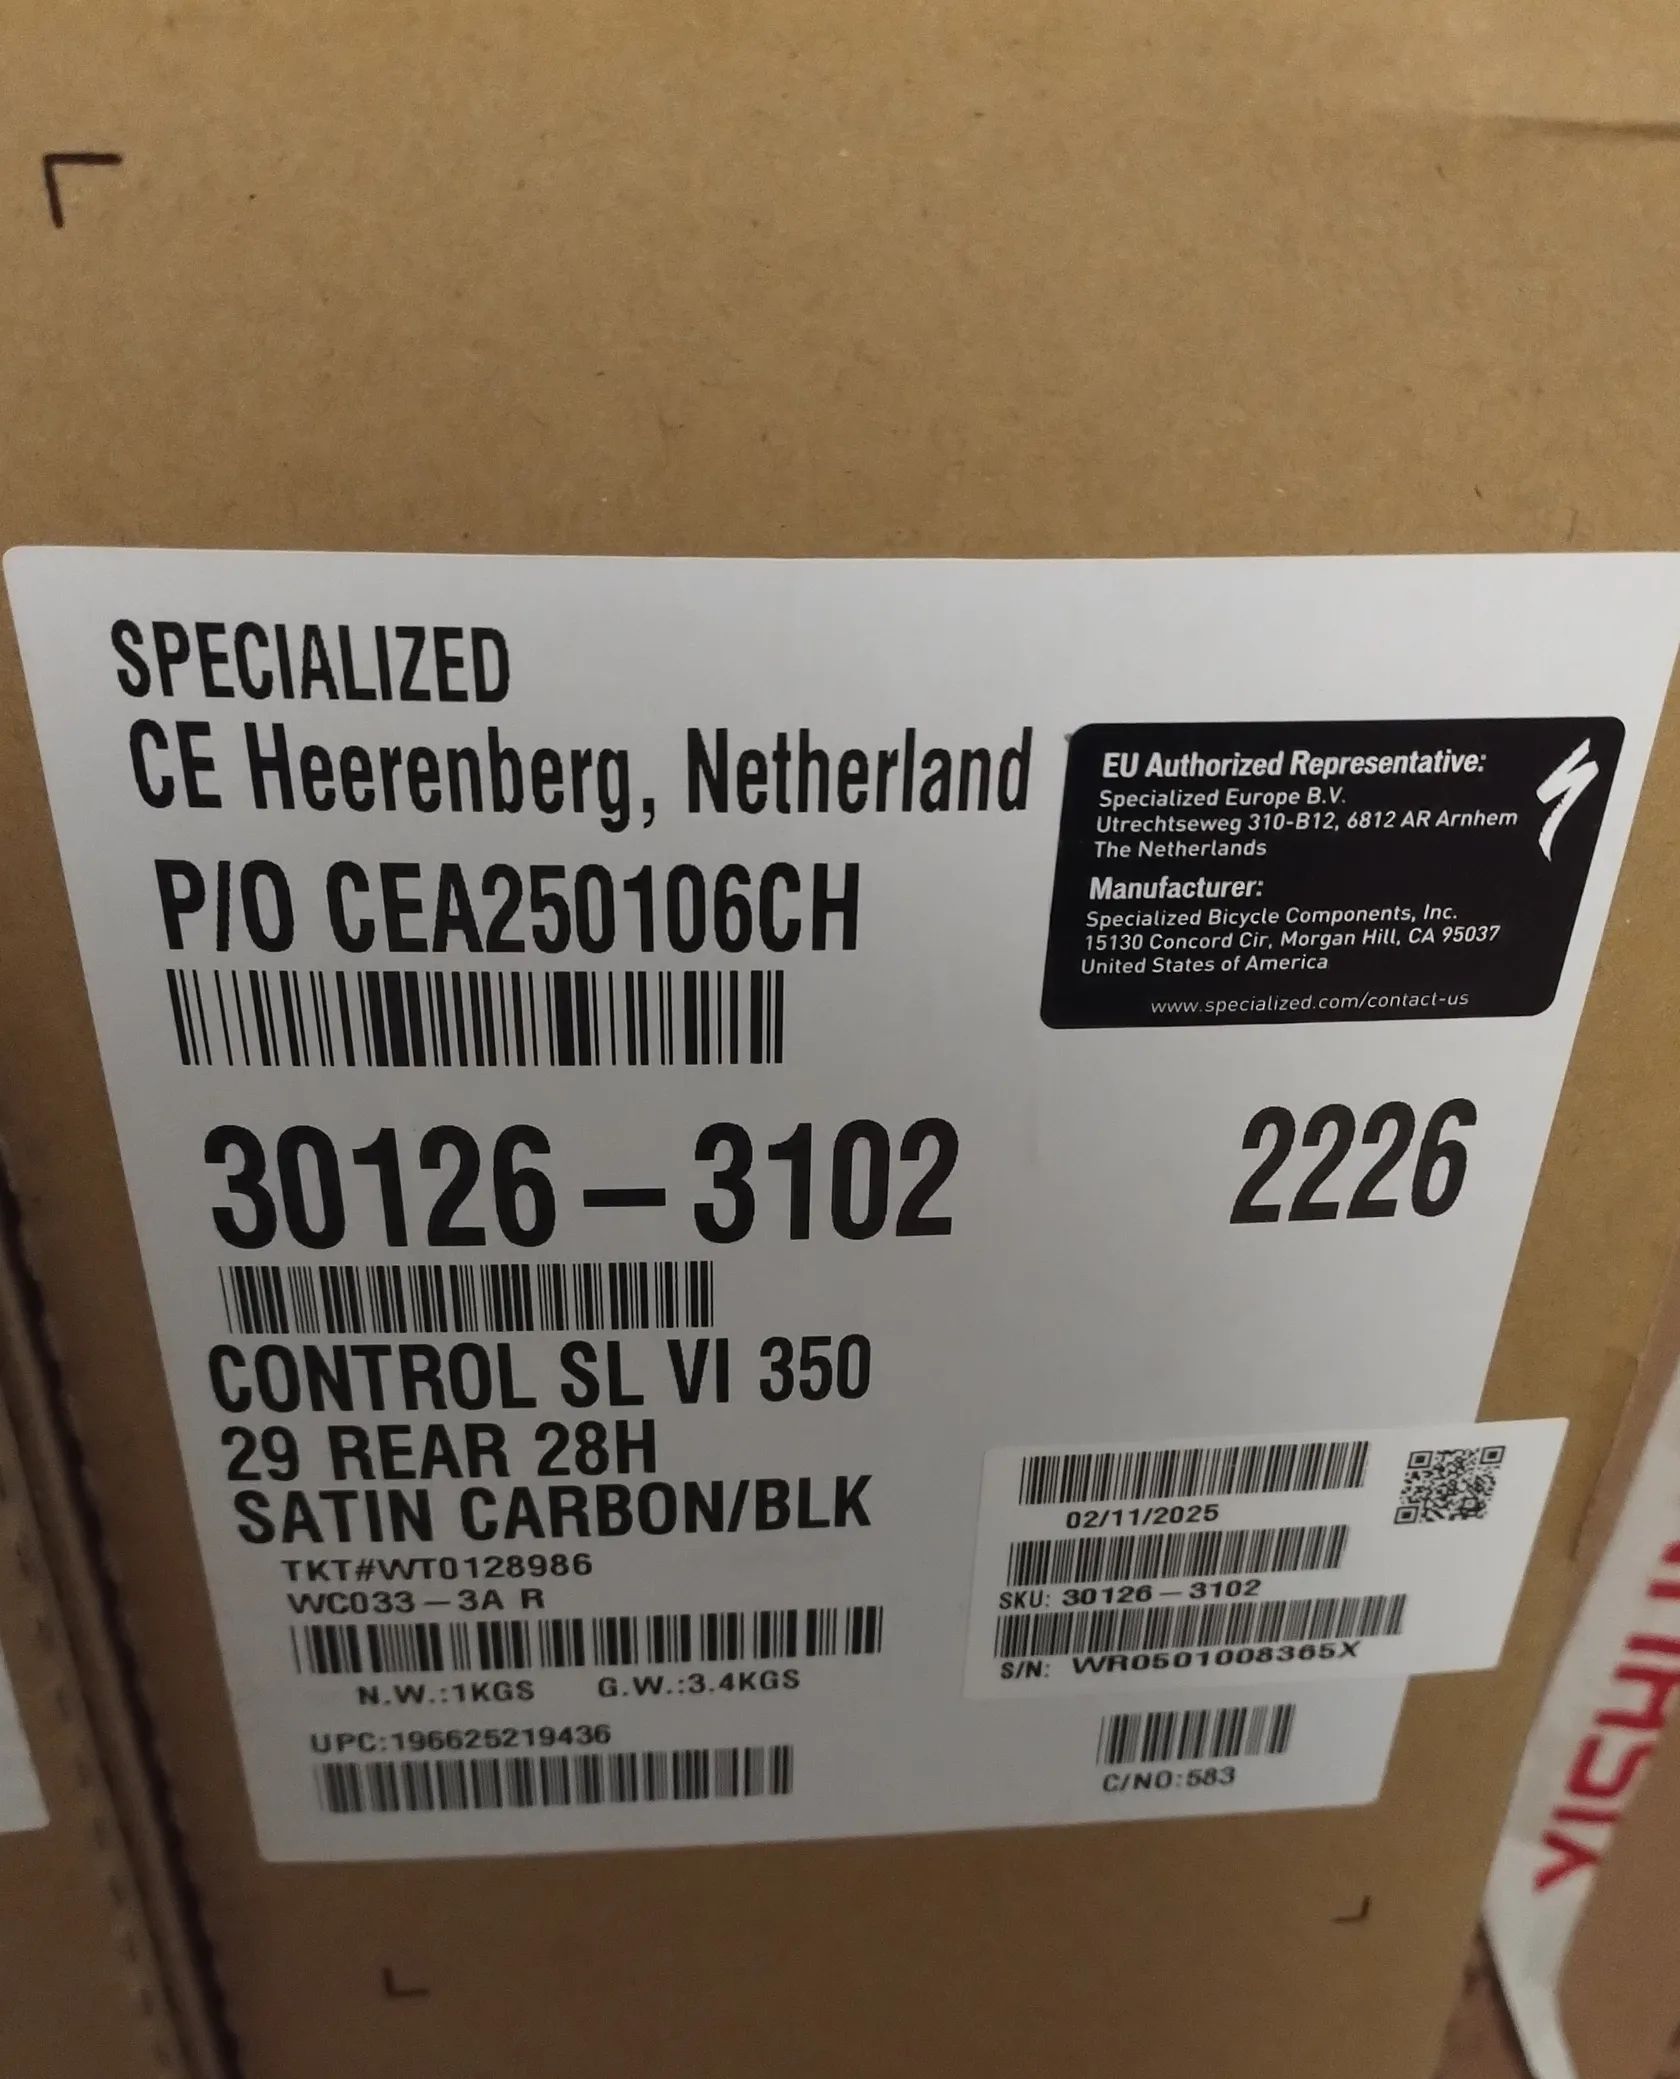 SPECIALIZED
CE Heerenberg, Netherland
P/O CEA250106CH
EU Authorized Representative:
Specialized Europe B.V.
Utrechtseweg 310-B12, 6812 AR Arnhem
The Netherlands
Manufacturer:
Specialized Bicycle Components, Inc.
15130 Concord Cir, Morgan Hill, CA 95037
United States of America
www.specialized.com/contact-us
30126-3102
2226
CONTROL SL VI 350
29 REAR 28H
SATIN CARBON/BLK
TKT#WT0128986
WC033-3A R
N.W.:1KGS G.W.:3.4KGS
UPC:196625219436
02/11/2025
SKU: 30126-3102
S/N: WR0501008365X
C/NO:583